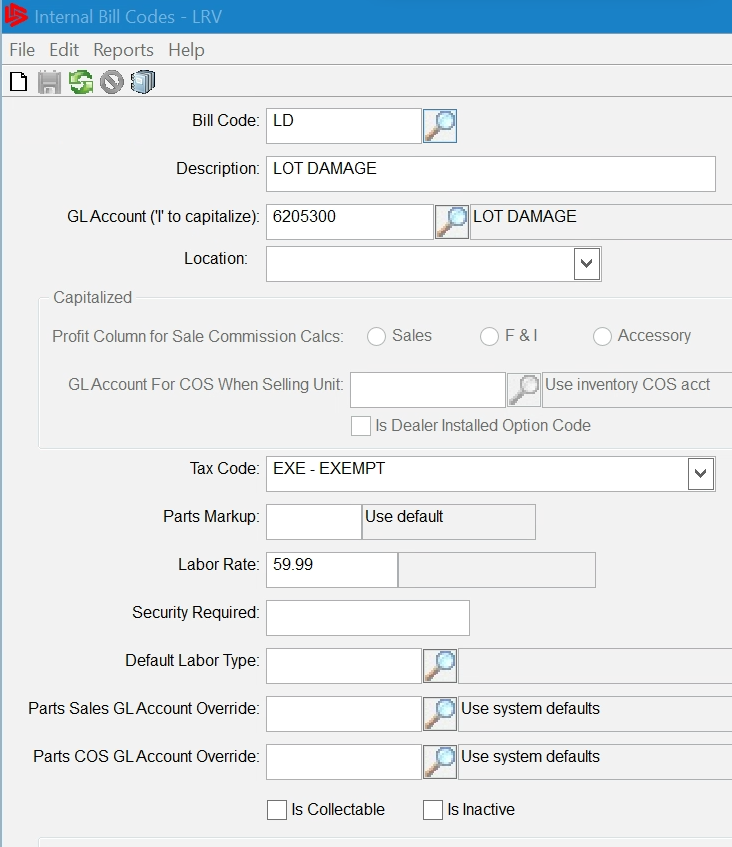 Internal Bill Codes - LRV
File Edit Reports Help
Bill Code: LD
Description: LOT DAMAGE
GL Account ('I' to capitalize): 6205300 LOT DAMAGE
Location:
Capitalized
Profit Column for Sale Commission Calcs: Sales F & I Accessory
GL Account For COS When Selling Unit: Use inventory COS acct
Is Dealer Installed Option Code
Tax Code: EXE - EXEMPT
Parts Markup: Use default
Labor Rate: 59.99
Security Required:
Default Labor Type:
Parts Sales GL Account Override: Use system defaults
Parts COS GL Account Override: Use system defaults
Is Collectable Is Inactive